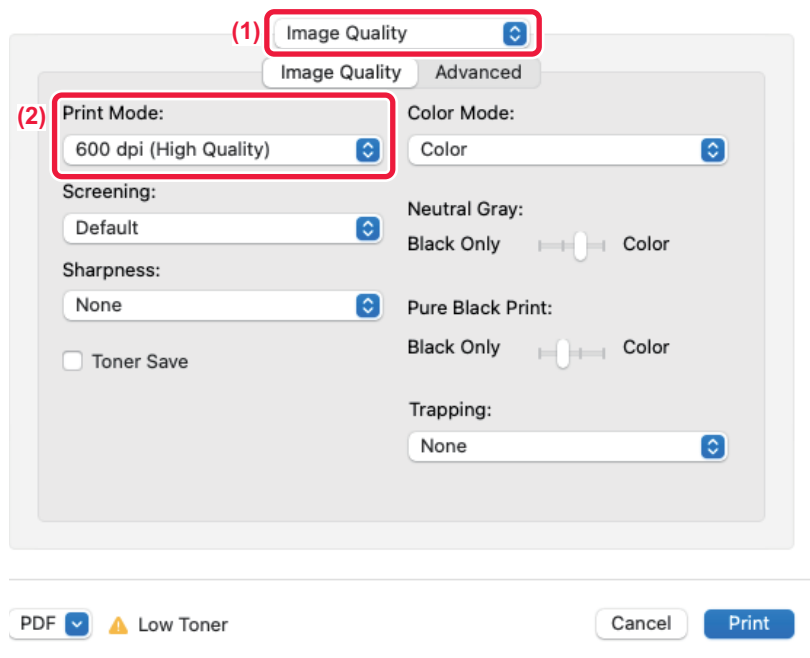 (1) Image Quality
Image Quality Advanced
(2) Print Mode:
600 dpi (High Quality)
Color Mode:
Color
Screening:
Default
Neutral Gray:
Black Only Color
Sharpness:
None
Pure Black Print:
Black Only Color
Toner Save
Trapping:
None
PDF Low Toner Cancel Print